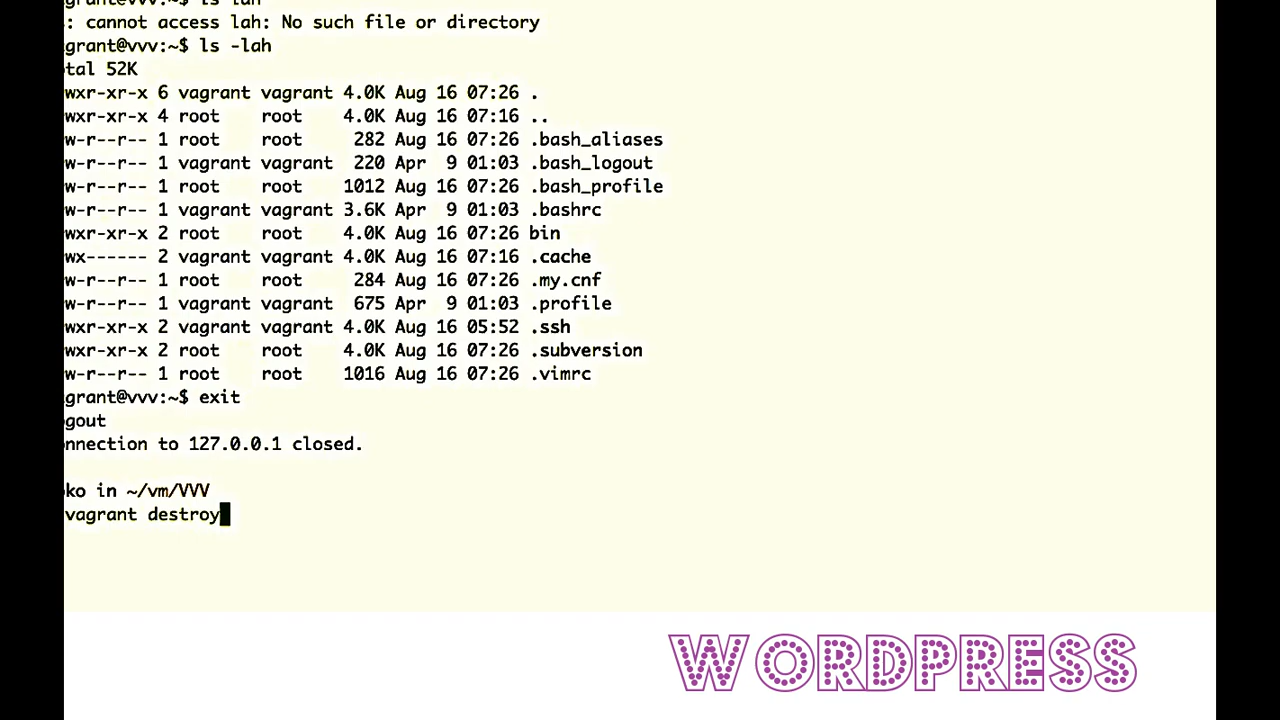 ls lah
: cannot access lah: No such file or directory
grant@vvv:~$ ls -lah
tal 52K
wxr-xr-x 6 vagrant vagrant 4.0K Aug 16 07:26 .
wxr-xr-x 4 root    root    4.0K Aug 16 07:16 ..
w-r--r-- 1 root    root     282 Aug 16 07:26 .bash_aliases
w-r--r-- 1 vagrant vagrant  220 Apr  9 01:03 .bash_logout
w-r--r-- 1 root    root    1012 Aug 16 07:26 .bash_profile
w-r--r-- 1 vagrant vagrant 3.6K Apr  9 01:03 .bashrc
wxr-xr-x 2 root    root    4.0K Aug 16 07:26 bin
wx------ 2 vagrant vagrant 4.0K Aug 16 07:16 .cache
w-r--r-- 1 root    root     284 Aug 16 07:26 .my.cnf
w-r--r-- 1 vagrant vagrant  675 Apr  9 01:03 .profile
wxr-xr-x 2 vagrant vagrant 4.0K Aug 16 05:52 .ssh
wxr-xr-x 2 root    root    4.0K Aug 16 07:26 .subversion
w-r--r-- 1 root    root    1016 Aug 16 07:26 .vimrc
grant@vvv:~$ exit
ogout
onnection to 127.0.0.1 closed.
ko in ~/vm/VVV
vagrant destroy
WORDPRESS